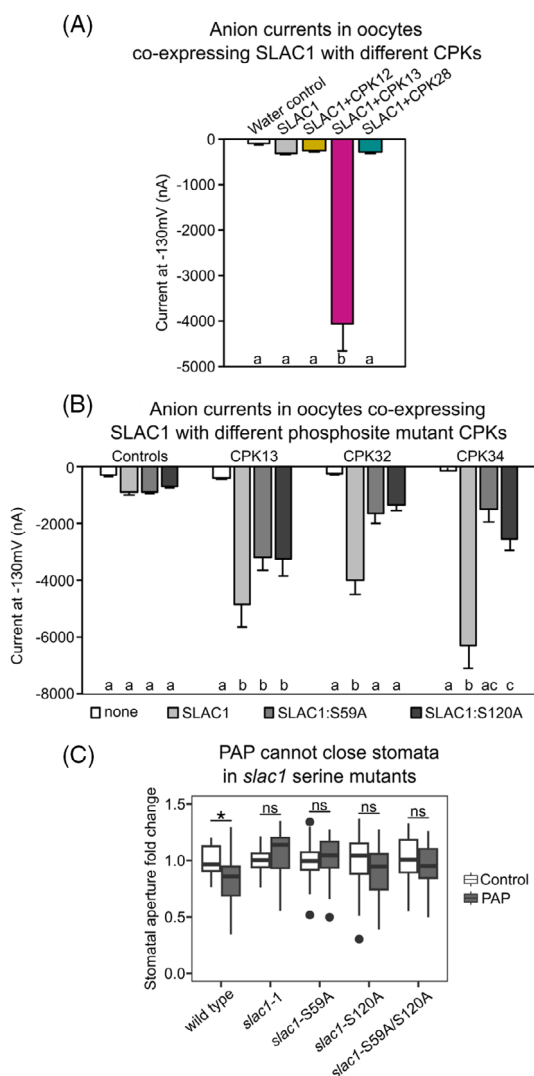 (A)
Anion currents in oocytes
co-expressing SLAC1 with different CPKs
Water control
SLAC1
SLAC1+CPK12
SLAC1+CPK13
SLAC1+CPK28
Current at -130mV (nA)
0
-1000
-2000
-3000
-4000
-5000
a a a b a
(B)
Anion currents in oocytes co-expressing
SLAC1 with different phosphosite mutant CPKs
Controls CPK13 CPK32 CPK34
Current at -130mV (nA)
0
-2000
-4000
-6000
-8000
a a a a a b b b a b a a a b ac c
none SLAC1 SLAC1:S59A SLAC1:S120A
(C)
PAP cannot close stomata
in slac1 serine mutants
Stomatal aperture fold change
1.5
1.0
0.5
0.0
* ns ns ns ns
Control
PAP
wild type
slac1-1
slac1-S59A
slac1-S120A
slac1-S59A/S120A